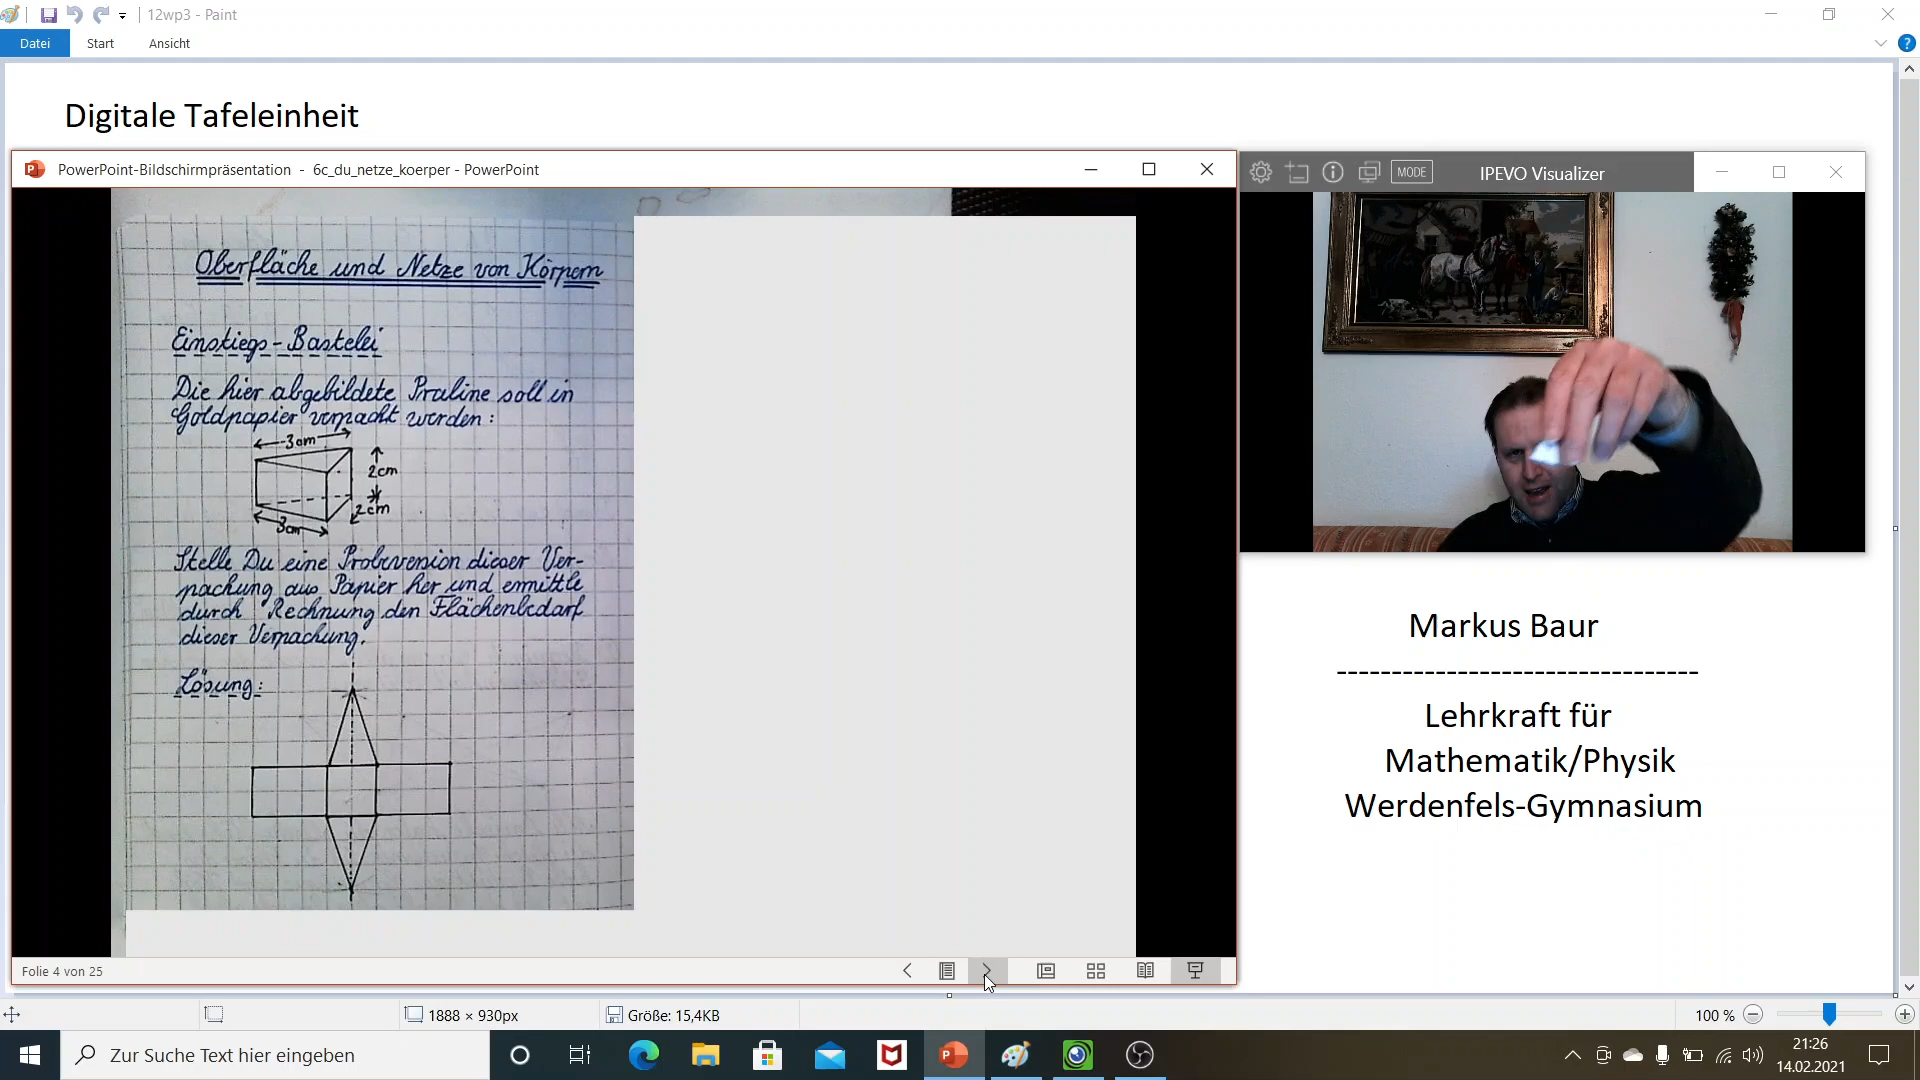 12wp3 - Paint
Datei
Start
Ansicht
Digitale Tafeleinheit
PowerPoint-Bildschirmpräsentation - 6c_du_netze_koerper - PowerPoint
MODE
IPEVO Visualizer
Oberfläche und Netze von Körpern
Einstiegs-Bastelei
Die hier abgebildete Praline soll in
Goldpapier verpackt werden:
3cm
2cm
2cm
3cm
Stelle Du eine Probeversion dieser Ver-
packung aus Papier her und ermittle
durch Rechnung den Flächenbedarf
dieser Verpackung.
Lösung:
Markus Baur
--------------------------------
Lehrkraft für
Mathematik/Physik
Werdenfels-Gymnasium
Folie 4 von 25
1888 × 930px
Größe: 15,4KB
100 %
Zur Suche Text hier eingeben
21:26
14.02.2021